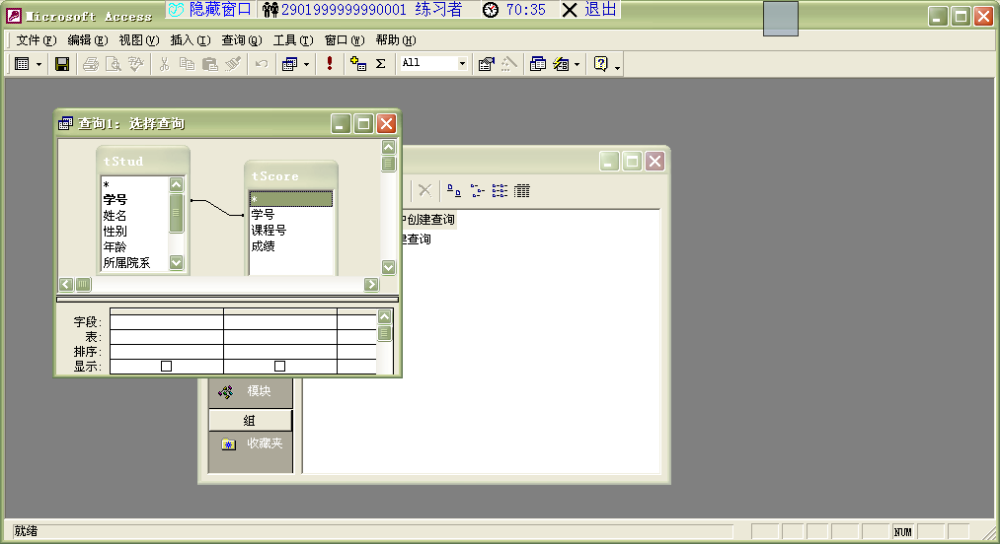 Microsoft Access 隐藏窗口 2901999999990001 练习者 70:35 退出
文件(F) 编辑(E) 视图(V) 插入(I) 查询(Q) 工具(T) 窗口(W) 帮助(H)
All
查询1: 选择查询
tStud
*
学号
姓名
性别
年龄
所属院系
tScore
*
学号
课程号
成绩
字段:
表:
排序:
显示:
中创建查询
建查询
模块
组
收藏夹
就绪 NUM